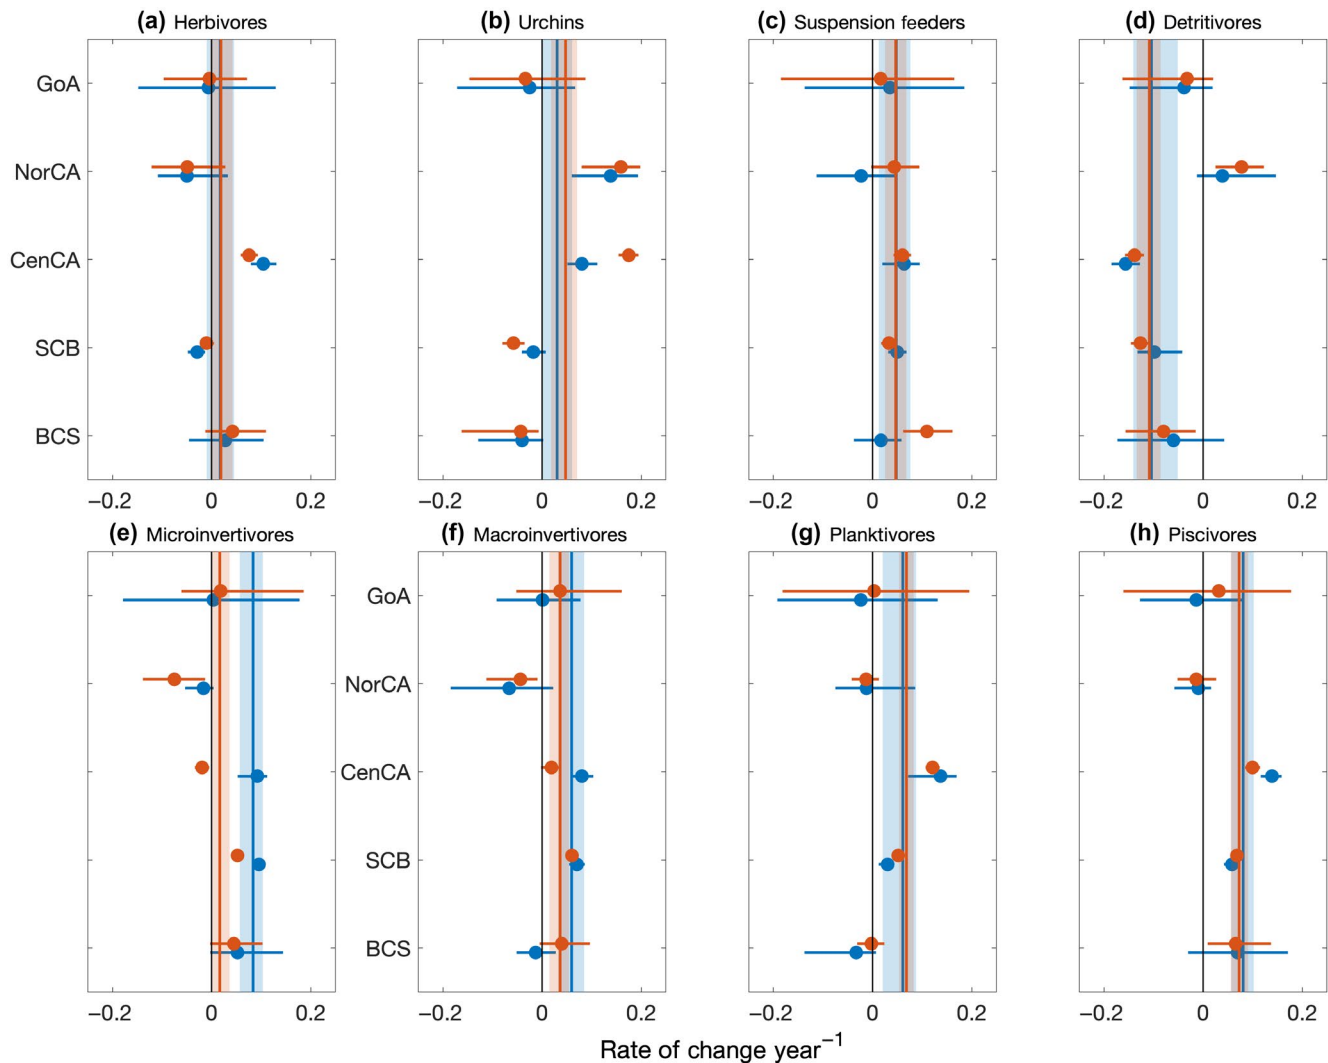 (a) Herbivores (b) Urchins (c) Suspension feeders (d) Detritivores
GoA
NorCA
CenCA
SCB
BCS
−0.2 0 0.2 −0.2 0 0.2 −0.2 0 0.2 −0.2 0 0.2
(e) Microinvertivores (f) Macroinvertivores (g) Planktivores (h) Piscivores
GoA
NorCA
CenCA
SCB
BCS
−0.2 0 0.2 −0.2 0 0.2 −0.2 0 0.2 −0.2 0 0.2
Rate of change year−1